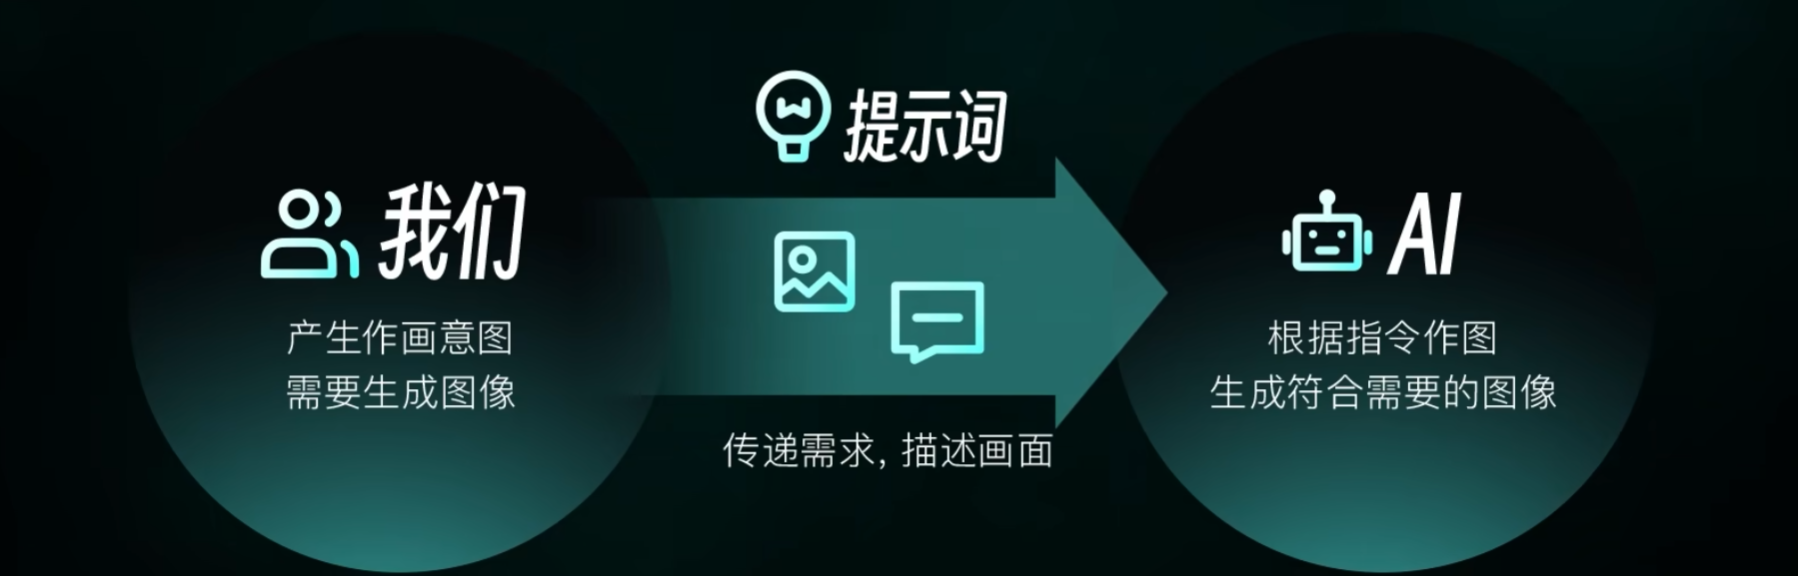 我们
产生作画意图
需要生成图像
提示词
传递需求，描述画面
AI
根据指令作图
生成符合需要的图像